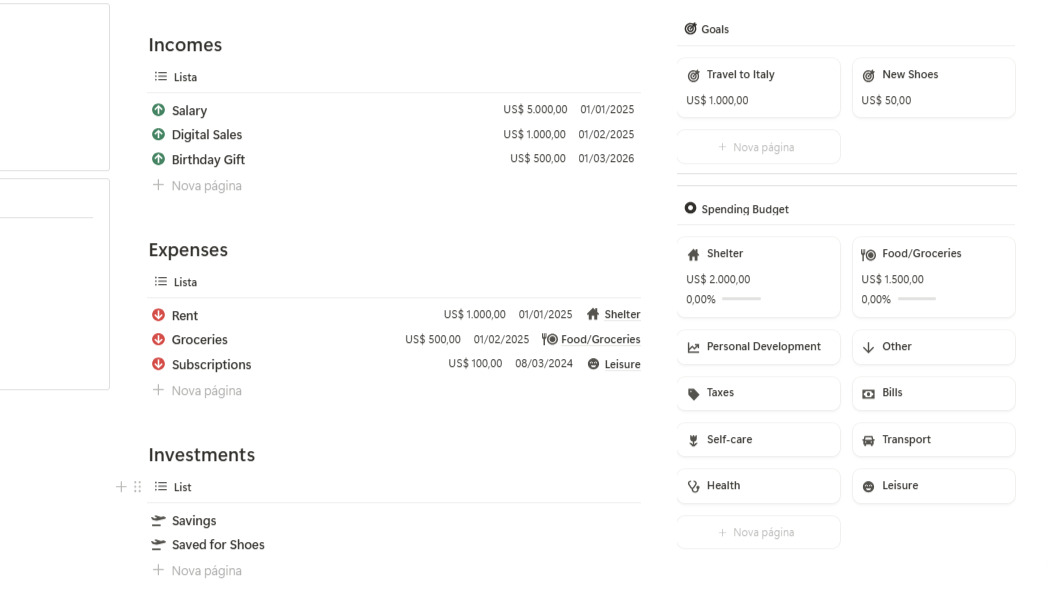 Incomes
Lista
Salary US$ 5.000,00 01/01/2025
Digital Sales US$ 1.000,00 01/02/2025
Birthday Gift US$ 500,00 01/03/2026
+ Nova página
Expenses
Lista
Rent US$ 1.000,00 01/01/2025 Shelter
Groceries US$ 500,00 01/02/2025 Food/Groceries
Subscriptions US$ 100,00 08/03/2024 Leisure
+ Nova página
Investments
List
Savings
Saved for Shoes
+ Nova página
Goals
Travel to Italy
US$ 1.000,00
New Shoes
US$ 50,00
+ Nova página
Spending Budget
Shelter
US$ 2.000,00
0,00%
Food/Groceries
US$ 1.500,00
0,00%
Personal Development
Other
Taxes
Bills
Self-care
Transport
Health
Leisure
+ Nova página